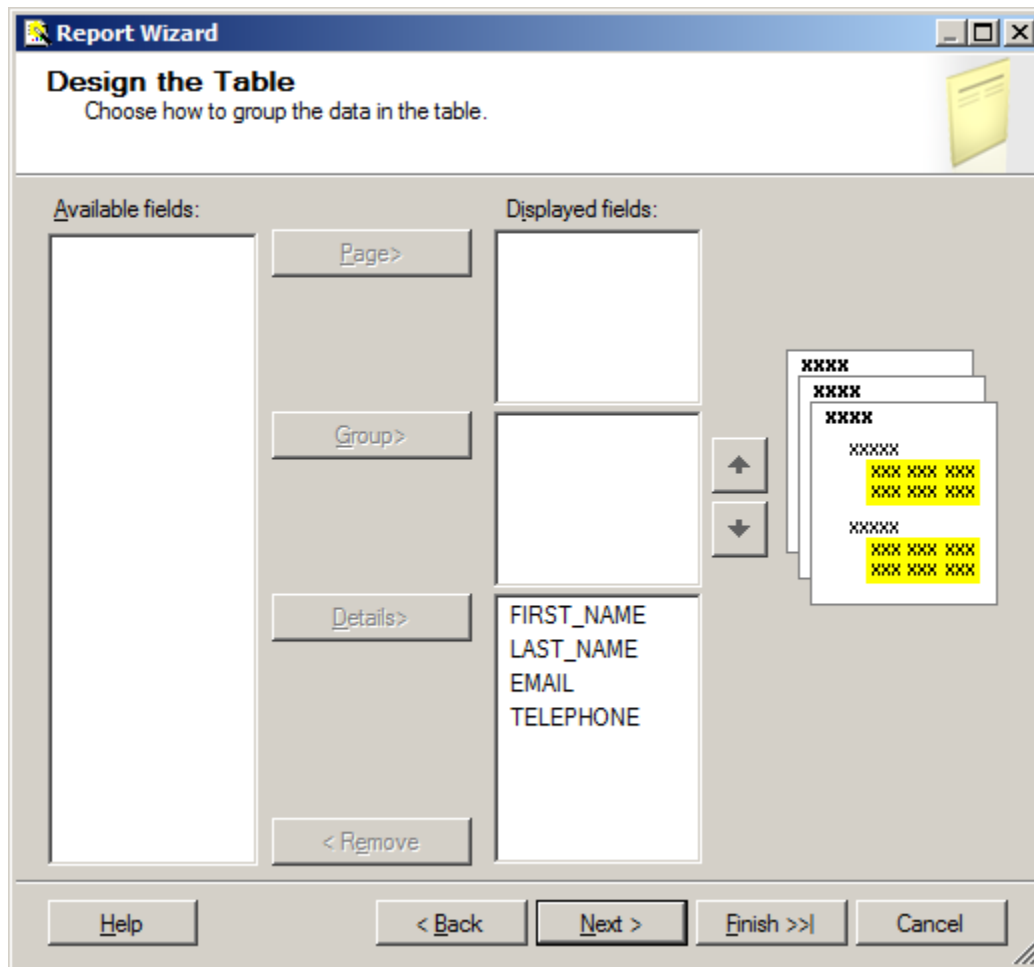 Report Wizard
Design the Table
Choose how to group the data in the table.
Available fields:
Displayed fields:
Page>
Group>
Details>
< Remove
FIRST_NAME
LAST_NAME
EMAIL
TELEPHONE
xxxx
xxxx
xxxx
xxxxx
xxx xxx xxx
xxx xxx xxx
xxxxx
xxx xxx xxx
xxx xxx xxx
Help
< Back
Next >
Finish >>|
Cancel